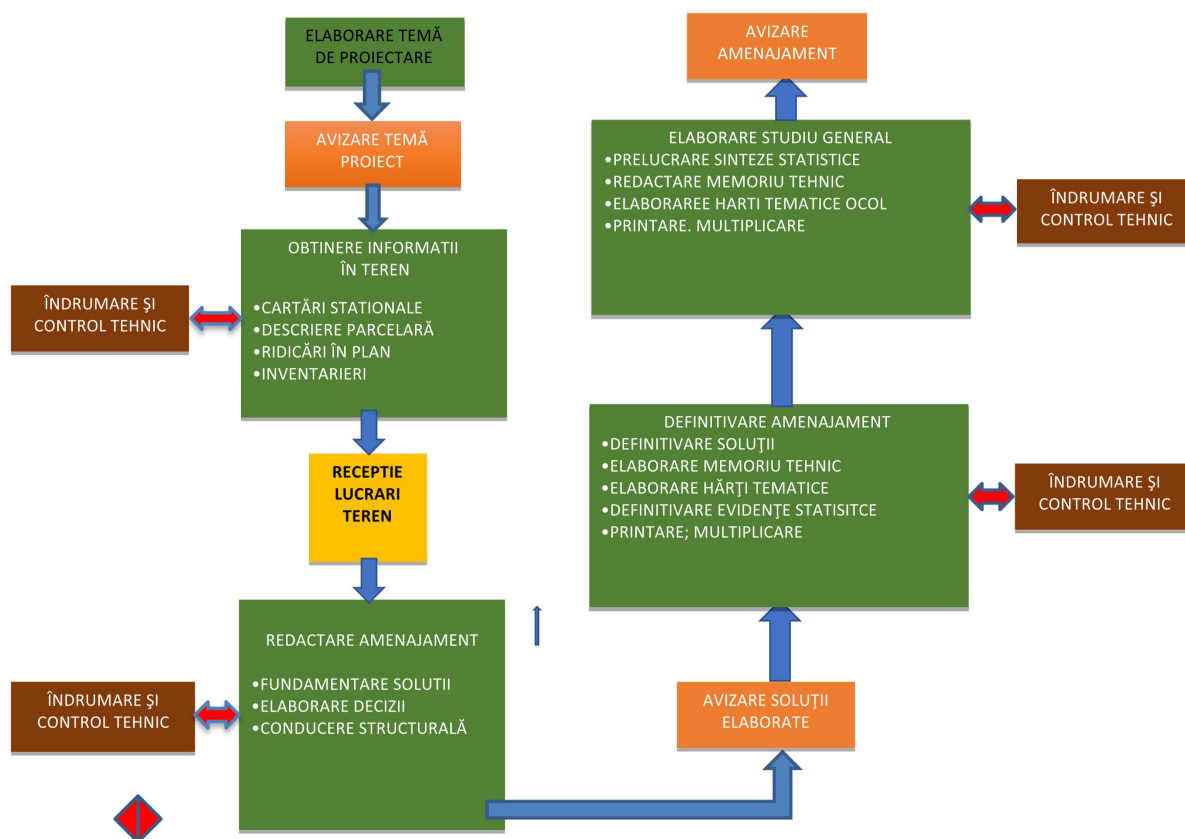 ELABORARE TEMĂ
DE PROIECTARE
AVIZARE TEMĂ
PROIECT
OBTINERE INFORMATII
ÎN TEREN
•CARTĂRI STATIONALE
•DESCRIERE PARCELARĂ
•RIDICĂRI ÎN PLAN
•INVENTARIERI
ÎNDRUMARE ŞI
CONTROL TEHNIC
RECEPTIE
LUCRARI
TEREN
REDACTARE AMENAJAMENT
•FUNDAMENTARE SOLUTII
•ELABORARE DECIZII
•CONDUCERE STRUCTURALĂ
ÎNDRUMARE ŞI
CONTROL TEHNIC
AVIZARE SOLUŢII
ELABORATE
DEFINITIVARE AMENAJAMENT
•DEFINITIVARE SOLUŢII
•ELABORARE MEMORIU TEHNIC
•ELABORARE HĂRŢI TEMATICE
•DEFINITIVARE EVIDENŢE STATISITCE
•PRINTARE; MULTIPLICARE
ÎNDRUMARE ŞI
CONTROL TEHNIC
ELABORARE STUDIU GENERAL
•PRELUCRARE SINTEZE STATISTICE
•REDACTARE MEMORIU TEHNIC
•ELABORAREE HARTI TEMATICE OCOL
•PRINTARE. MULTIPLICARE
ÎNDRUMARE ŞI
CONTROL TEHNIC
AVIZARE
AMENAJAMENT